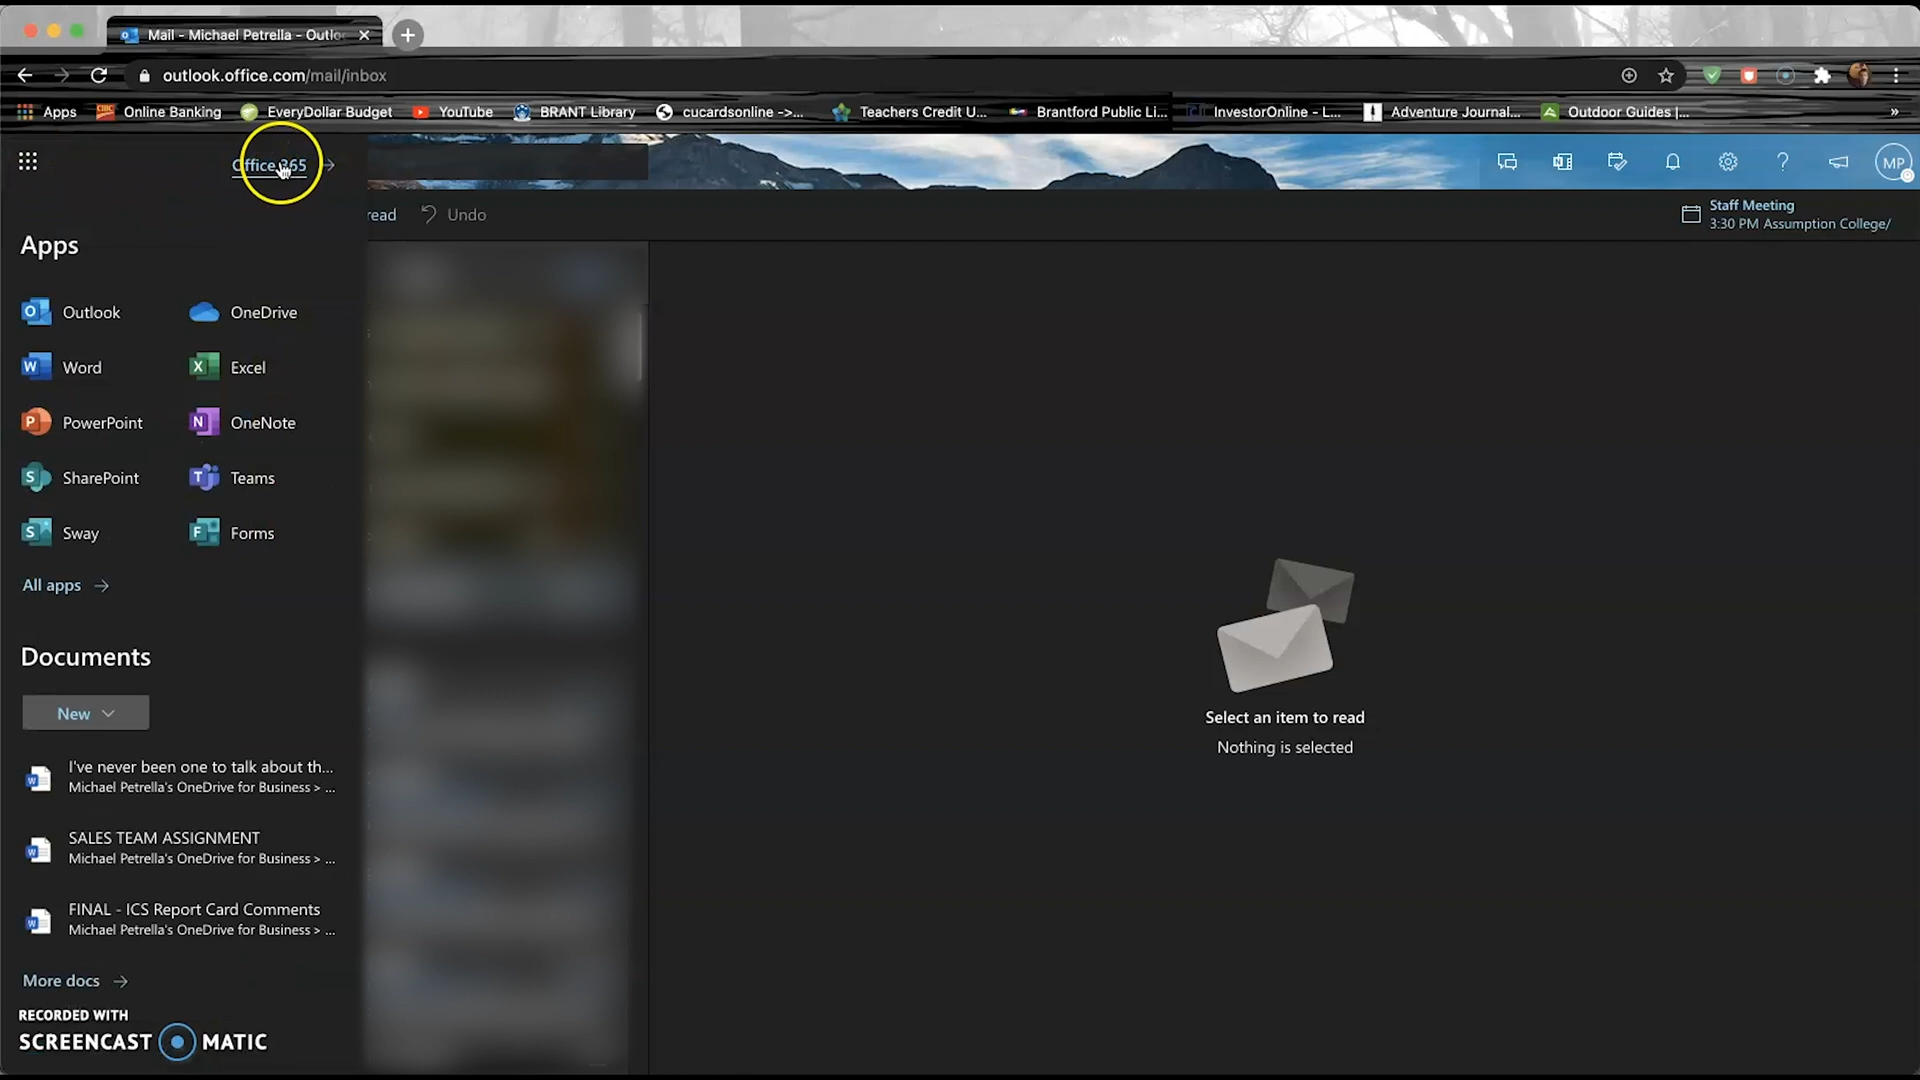 Mail - Michael Petrella - Outlo
outlook.office.com/mail/inbox
Apps
Online Banking
EveryDollar Budget
YouTube
BRANT Library
cucardsonline ->...
Teachers Credit U...
Brantford Public Li...
InvestorOnline - L...
Adventure Journal...
Outdoor Guides |...
»
Office 365 →
MP
read
Undo
Staff Meeting
3:30 PM Assumption College/
Apps
Outlook
OneDrive
Word
Excel
PowerPoint
OneNote
SharePoint
Teams
Sway
Forms
All apps →
Documents
New
I've never been one to talk about th...
Michael Petrella's OneDrive for Business > ...
SALES TEAM ASSIGNMENT
Michael Petrella's OneDrive for Business > ...
FINAL - ICS Report Card Comments
Michael Petrella's OneDrive for Business > ...
More docs →
Select an item to read
Nothing is selected
RECORDED WITH
SCREENCAST MATIC